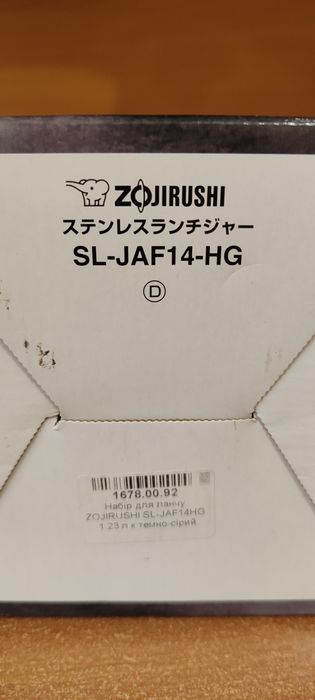 ZOJIRUSHI
ステンレスランチジャー
SL-JAF14-HG
D
1678.00.92
Набір для ланчу
ZOJIRUSHI SL-JAF14HG
1.23 л к:темно-сірий